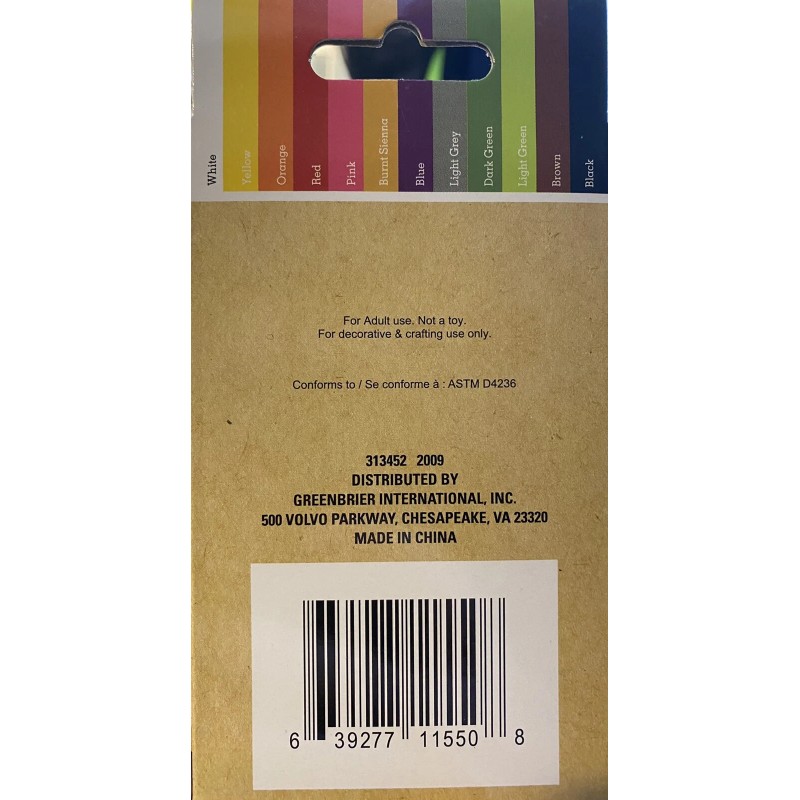 White
Yellow
Orange
Red
Pink
Burnt Sienna
Blue
Light Grey
Dark Green
Light Green
Brown
Black
For Adult use. Not a toy.
For decorative & crafting use only.
Conforms to / Se conforme à : ASTM D4236
313452 2009
DISTRIBUTED BY
GREENBRIER INTERNATIONAL, INC.
500 VOLVO PARKWAY, CHESAPEAKE, VA 23320
MADE IN CHINA
6 39277 11550 8